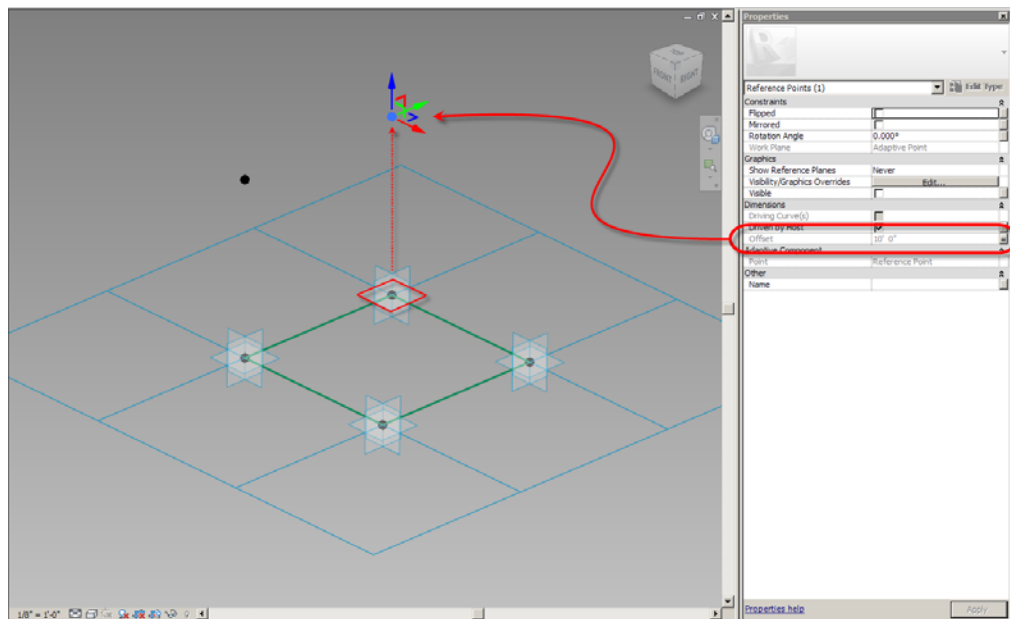 Properties
TOP
FRONT
RIGHT
Reference Points (1)
Edit Type
Constraints
Flipped
Mirrored
Rotation Angle 0.000°
Work Plane Adaptive Point
Graphics
Show Reference Planes Never
Visibility/Graphics Overrides Edit...
Visible
Dimensions
Driving Curve(s)
Driven by Host
Offset 10' 0"
Adaptive Component
Point Reference Point
Other
Name
1/8" = 1'-0"
Properties help
Apply